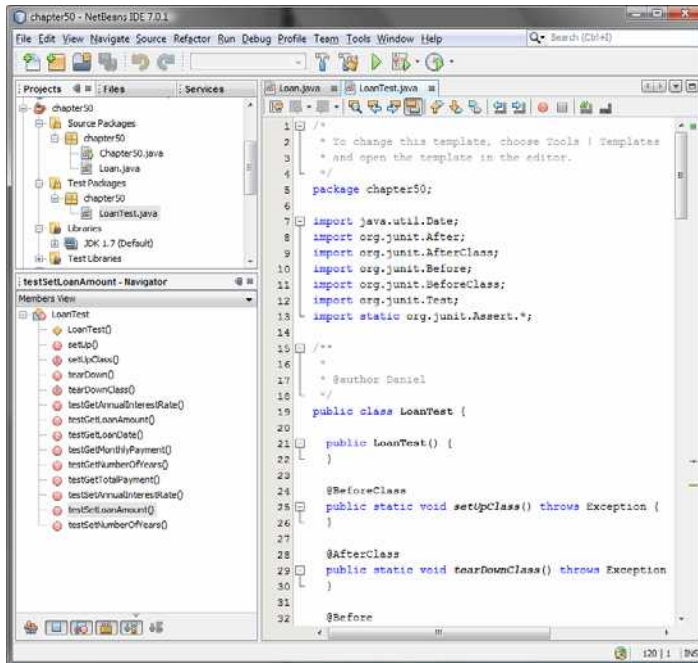 chapter50 - NetBeans IDE 7.0.1
File Edit View Navigate Source Refactor Run Debug Profile Team Tools Window Help
Search (Ctrl+I)
Projects
Files
Services
chapter50
Source Packages
chapter50
Chapter50.java
Loan.java
Test Packages
chapter50
LoanTest.java
Libraries
JDK 1.7 (Default)
Test Libraries
testSetLoanAmount - Navigator
Members View
LoanTest
LoanTest()
setUp()
setUpClass()
tearDown()
tearDownClass()
testGetAnnualInterestRate()
testGetLoanAmount()
testGetLoanDate()
testGetMonthlyPayment()
testGetNumberOfYears()
testGetTotalPayment()
testSetAnnualInterestRate()
testSetLoanAmount()
testSetNumberOfYears()
Loan.java
LoanTest.java
1 /*
2 * To change this template, choose Tools | Templates
3 * and open the template in the editor.
4 */
5 package chapter50;
6
7 import java.util.Date;
8 import org.junit.After;
9 import org.junit.AfterClass;
10 import org.junit.Before;
11 import org.junit.BeforeClass;
12 import org.junit.Test;
13 import static org.junit.Assert.*;
14
15 /**
16 *
17 * @author Daniel
18 */
19 public class LoanTest {
20
21 public LoanTest() {
22 }
23
24 @BeforeClass
25 public static void setUpClass() throws Exception {
26 }
27
28 @AfterClass
29 public static void tearDownClass() throws Exception
30 }
31
32 @Before
120 | 1 INS